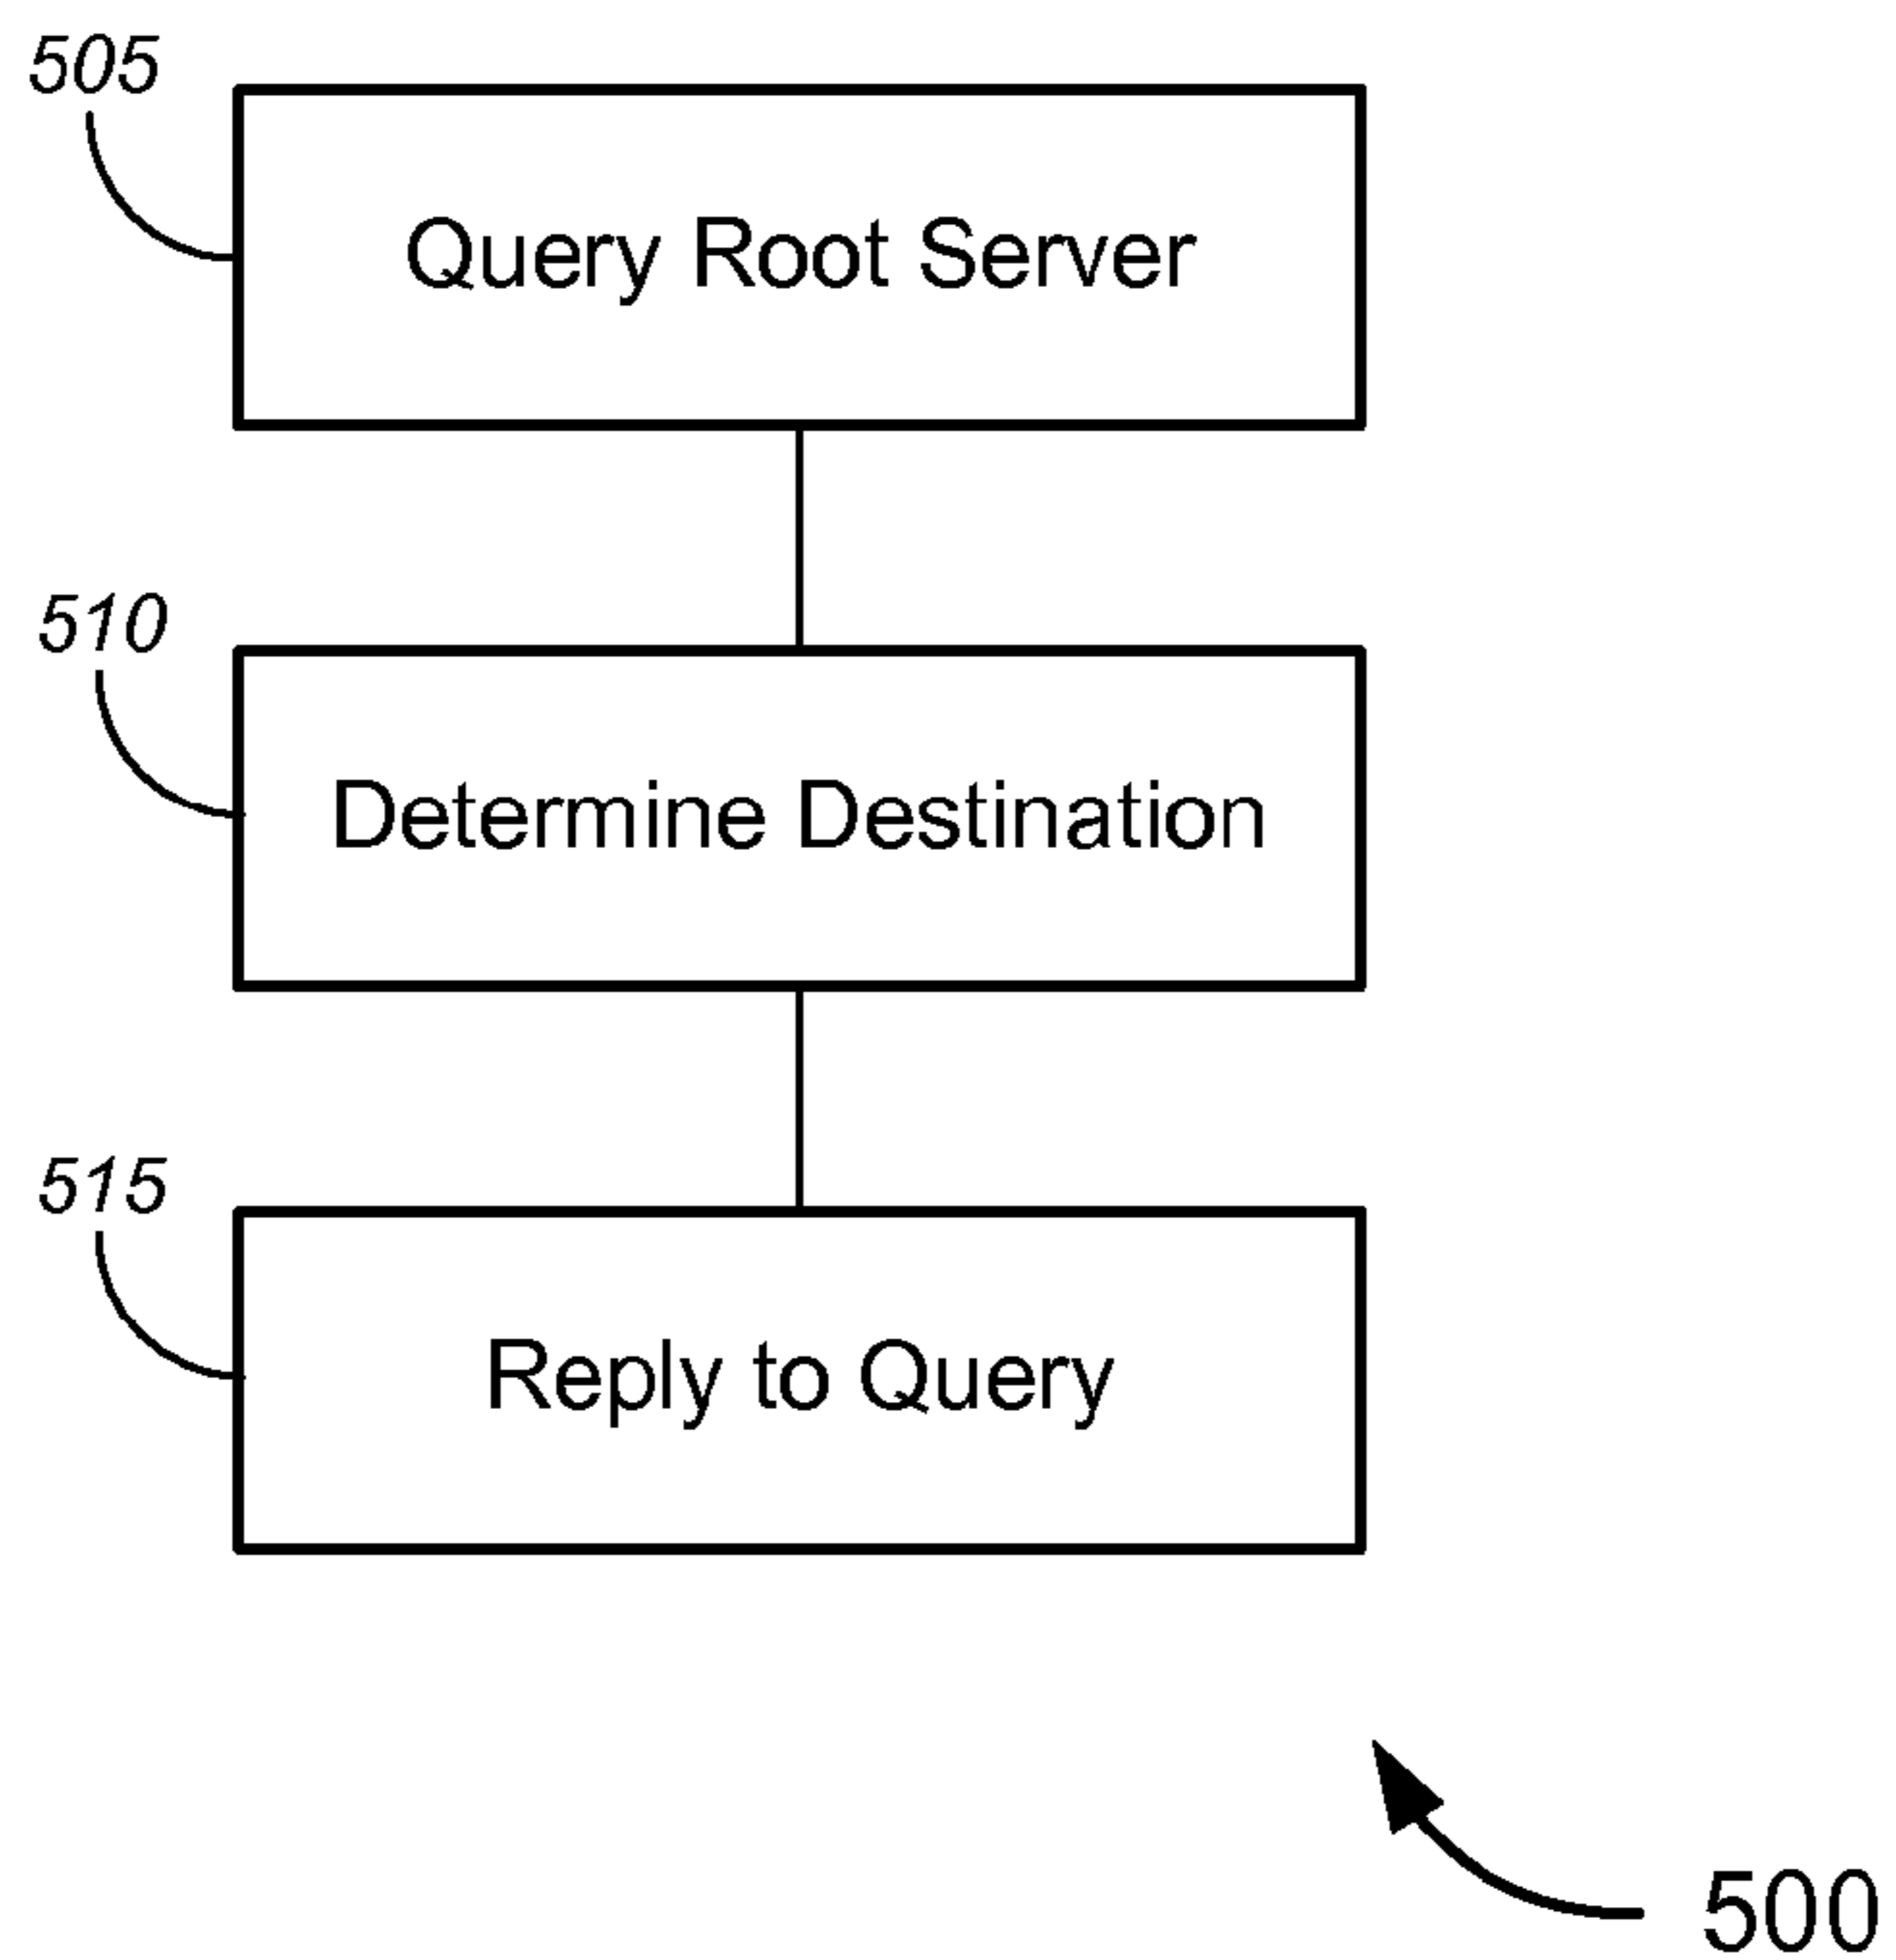 505
Query Root Server
510
Determine Destination
515
Reply to Query
500